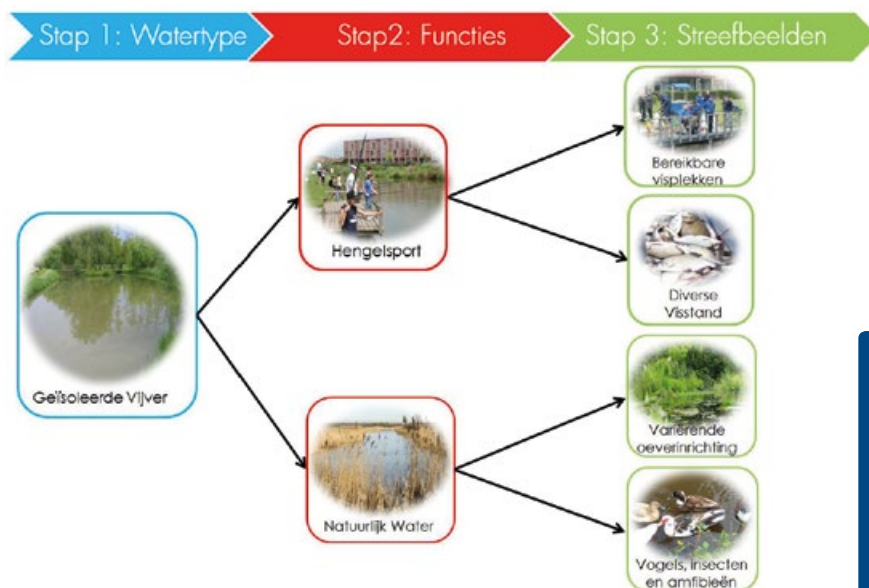 Stap 1: Watertype
Stap2: Functies
Stap 3: Streefbeelden
Geïsoleerde Vijver
Hengelsport
Natuurlijk Water
Bereikbare
visplekken
Diverse
Visstand
Variërende
oeverinrichting
Vogels, insecten
en amfibieën